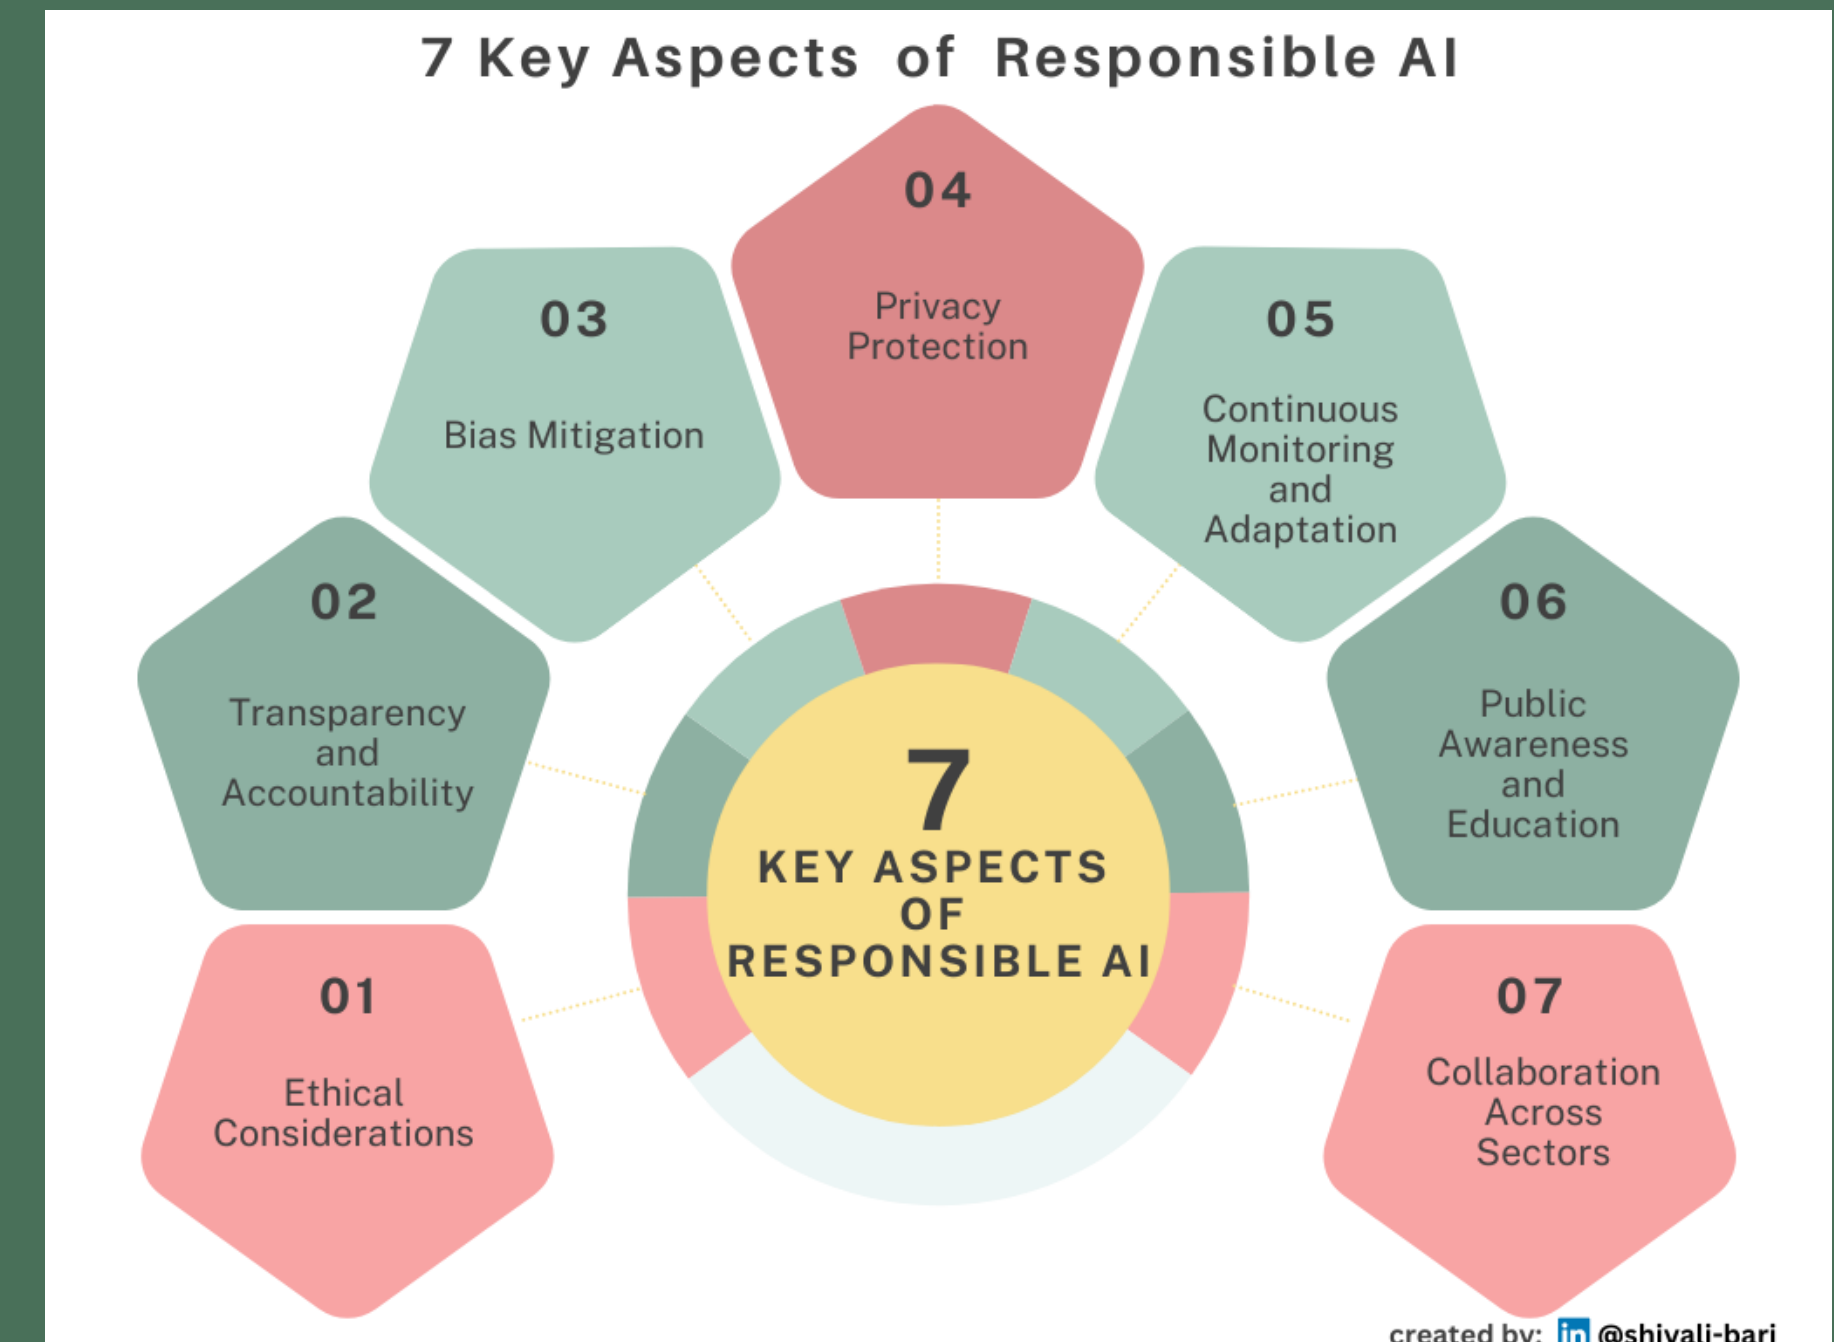 7 Key Aspects of Responsible AI
04
Privacy
Protection
03
Bias Mitigation
05
Continuous
Monitoring
and
Adaptation
02
Transparency
and
Accountability
06
Public
Awareness
and
Education
7
KEY ASPECTS
OF
RESPONSIBLE AI
01
Ethical
Considerations
07
Collaboration
Across
Sectors
created by: in @shivali-bari